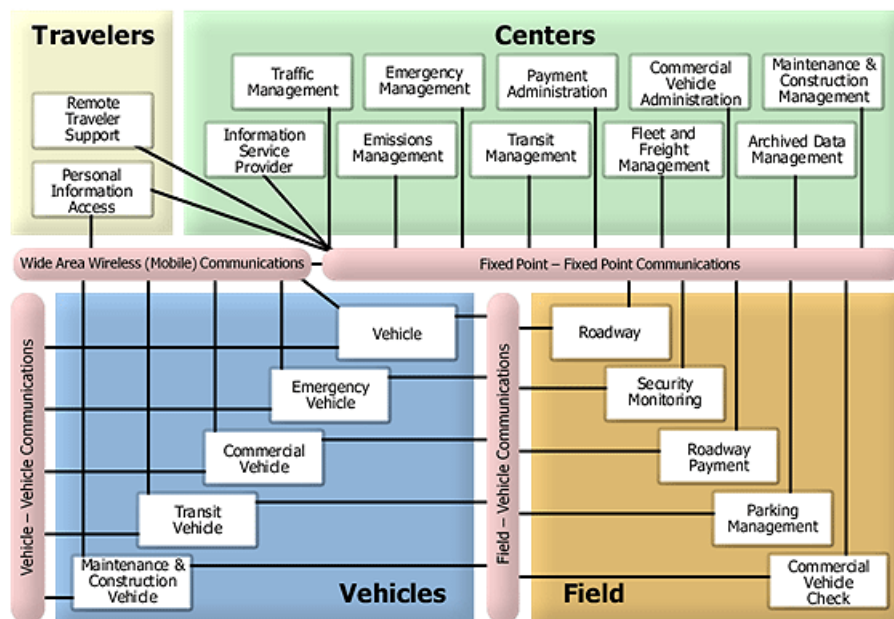 Travelers
Centers
Traffic
Management
Emergency
Management
Payment
Administration
Commercial
Vehicle
Administration
Maintenance &
Construction
Management
Remote
Traveler
Support
Information
Service
Provider
Emissions
Management
Transit
Management
Fleet and
Freight
Management
Archived Data
Management
Personal
Information
Access
Wide Area Wireless (Mobile) Communications
Fixed Point – Fixed Point Communications
Vehicle – Vehicle Communications
Vehicle
Emergency
Vehicle
Commercial
Vehicle
Transit
Vehicle
Maintenance &
Construction
Vehicle
Vehicles
Field – Vehicle Communications
Roadway
Security
Monitoring
Roadway
Payment
Parking
Management
Commercial
Vehicle
Check
Field